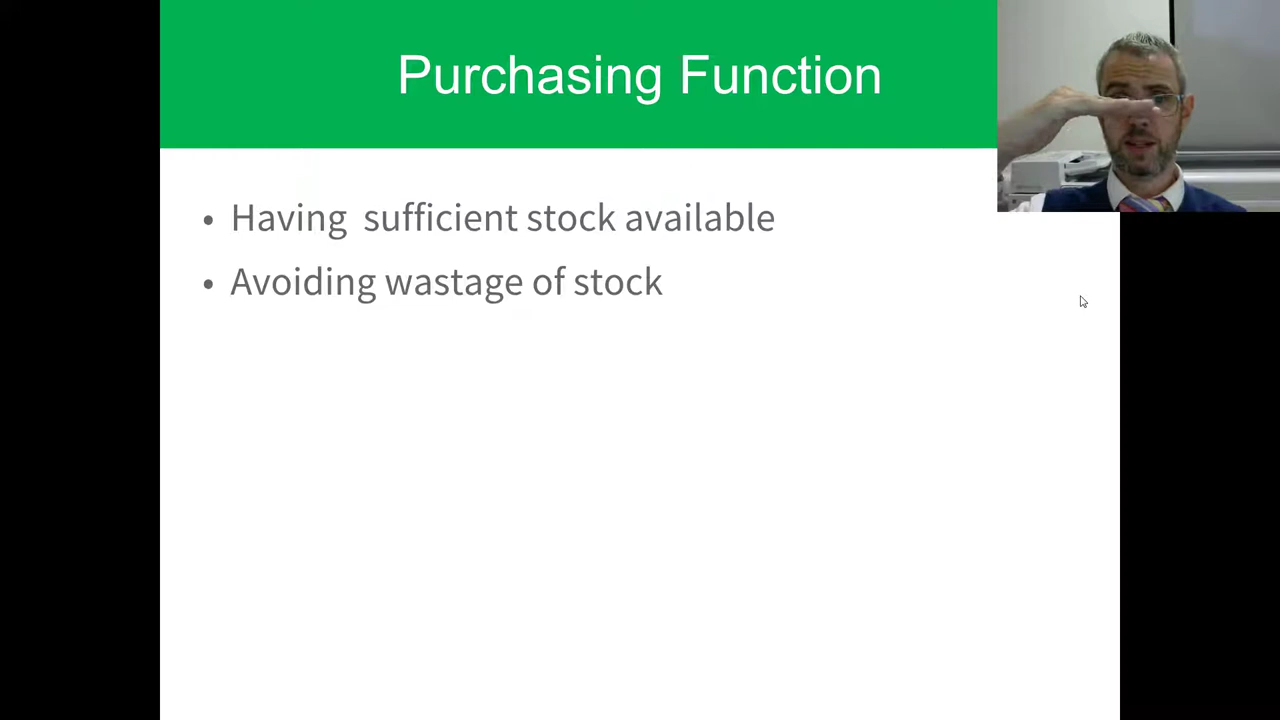 Purchasing Function
• Having  sufficient stock available
• Avoiding wastage of stock